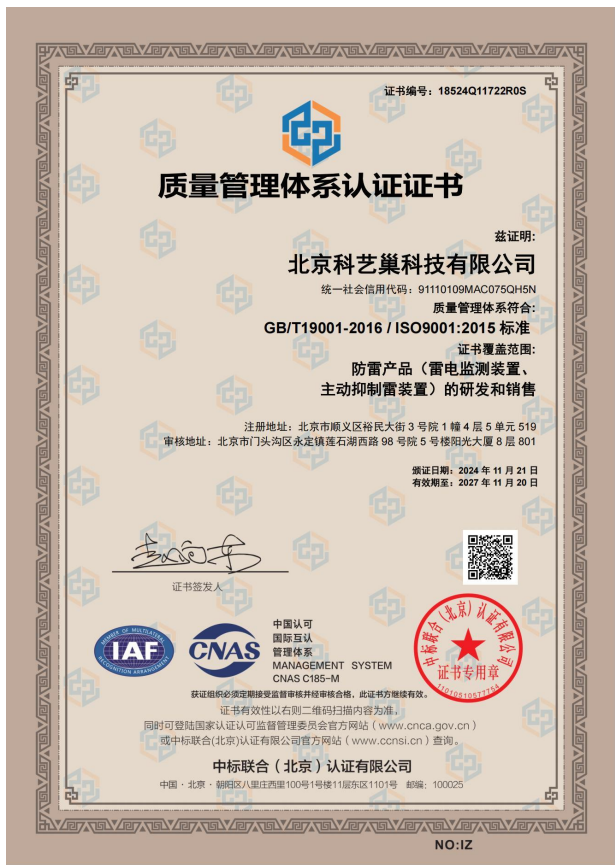 证书编号：18524Q11722R0S
质量管理体系认证证书
兹证明:
北京科艺巢科技有限公司
统一社会信用代码：91110109MAC075QH5N
质量管理体系符合:
GB/T19001-2016 / ISO9001:2015 标准
证书覆盖范围:
防雷产品（雷电监测装置、
主动抑制雷装置）的研发和销售
注册地址：北京市顺义区裕民大街 3 号院 1 幢 4 层 5 单元 519
审核地址：北京市门头沟区永定镇莲石湖西路 98 号院 5 号楼阳光大厦 8 层 801
颁证日期：2024 年 11 月 21 日
有效期至：2027 年 11 月 20 日
证书签发人
MEMBER OF MULTILATERAL
IAF
RECOGNITION ARRANGEMENT
CNAS
中国认可
国际互认
管理体系
MANAGEMENT SYSTEM
CNAS C185-M
中标联合(北京)认证有限公司
证书专用章
11010510577754
获证组织必须定期接受监督审核并经审核合格，此证书方继续有效。
证书有效性以右则二维码扫描内容为准，
同时可登陆国家认证认可监督管理委员会官方网站（www.cnca.gov.cn）
或中标联合(北京)认证有限公司官方网站（www.ccnsi.cn）查询。
中标联合（北京）认证有限公司
中国·北京·朝阳区八里庄西里100号1号楼11层东区1101号 邮编：100025
NO:IZ